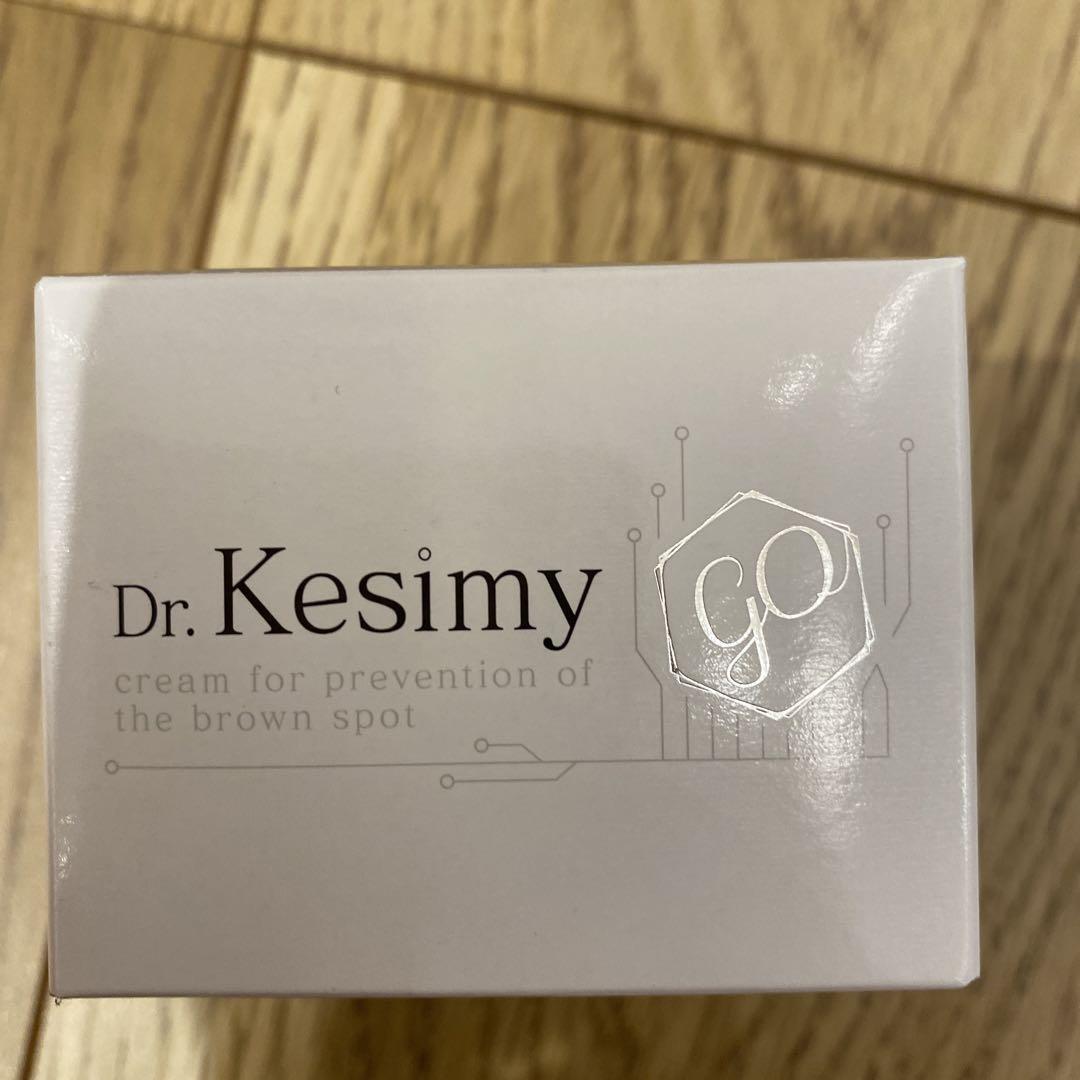 Dr. Kesimy
go
cream for prevention of
the brown spot